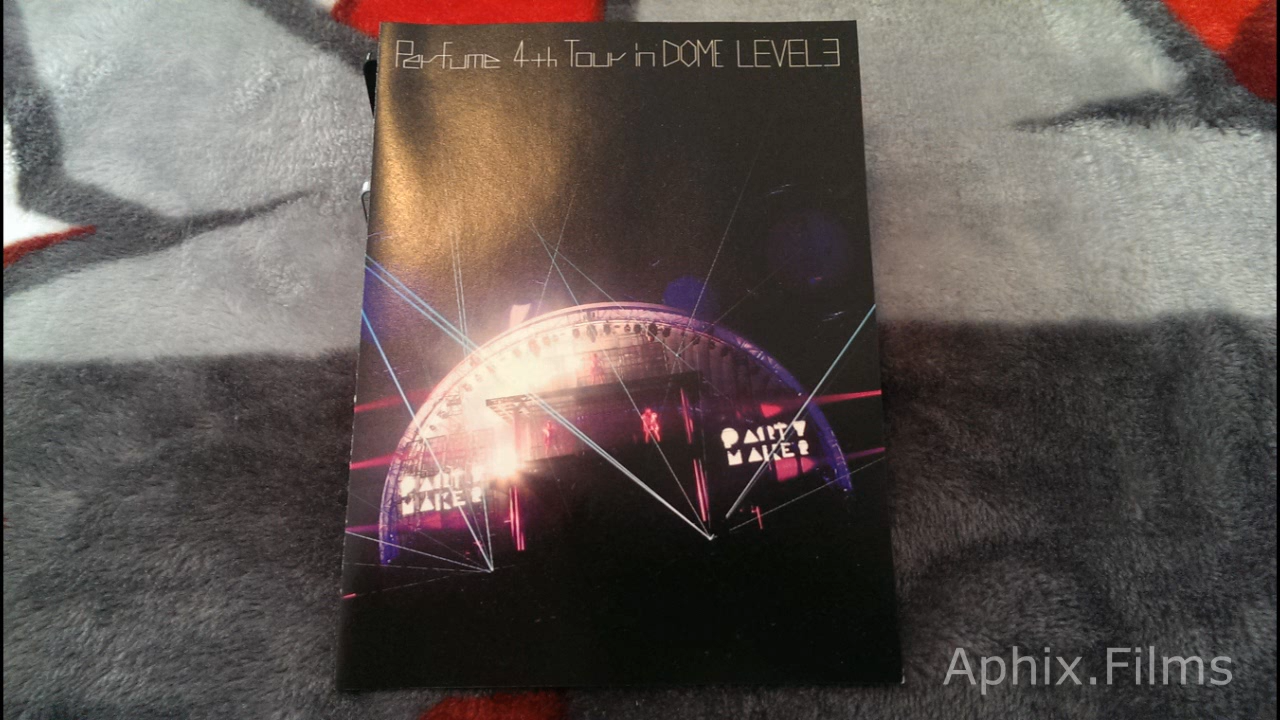 Perfume 4th Tour in DOME LEVEL3
PARTY
MAKER
PARTY
MAKER
Aphix.Films